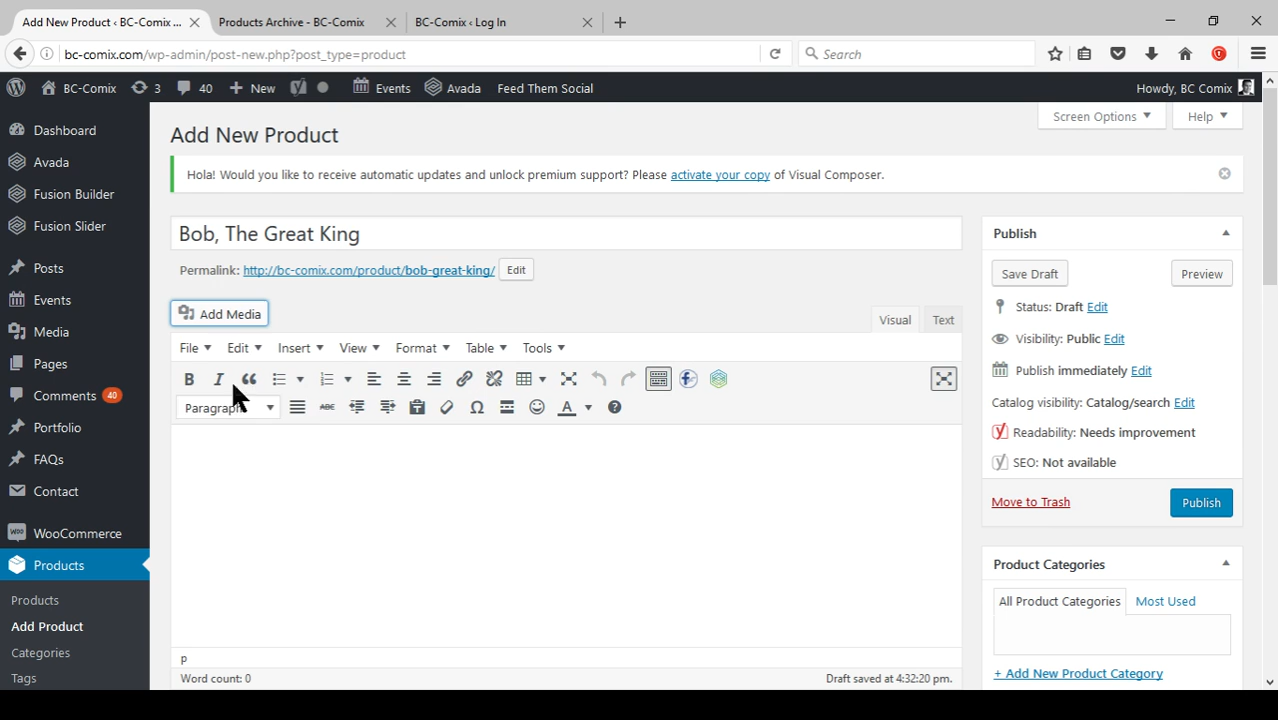 Add New Product ‹ BC-Comix ...
Products Archive - BC-Comix
BC-Comix ‹ Log In
bc-comix.com/wp-admin/post-new.php?post_type=product
Search
BC-Comix 3 40 New Events Avada Feed Them Social Howdy, BC Comix
Screen Options Help
Add New Product
Hola! Would you like to receive automatic updates and unlock premium support? Please activate your copy of Visual Composer.
Dashboard
Avada
Fusion Builder
Fusion Slider
Posts
Events
Media
Pages
Comments 40
Portfolio
FAQs
Contact
WOO WooCommerce
Products
Products
Add Product
Categories
Tags
Bob, The Great King
Permalink: http://bc-comix.com/product/bob-great-king/ Edit
Add Media
Visual Text
File Edit Insert View Format Table Tools
B I
Paragraph ABC Ω A
p
Word count: 0 Draft saved at 4:32:20 pm.
Publish
Save Draft Preview
Status: Draft Edit
Visibility: Public Edit
Publish immediately Edit
Catalog visibility: Catalog/search Edit
Readability: Needs improvement
SEO: Not available
Move to Trash Publish
Product Categories
All Product Categories Most Used
+ Add New Product Category